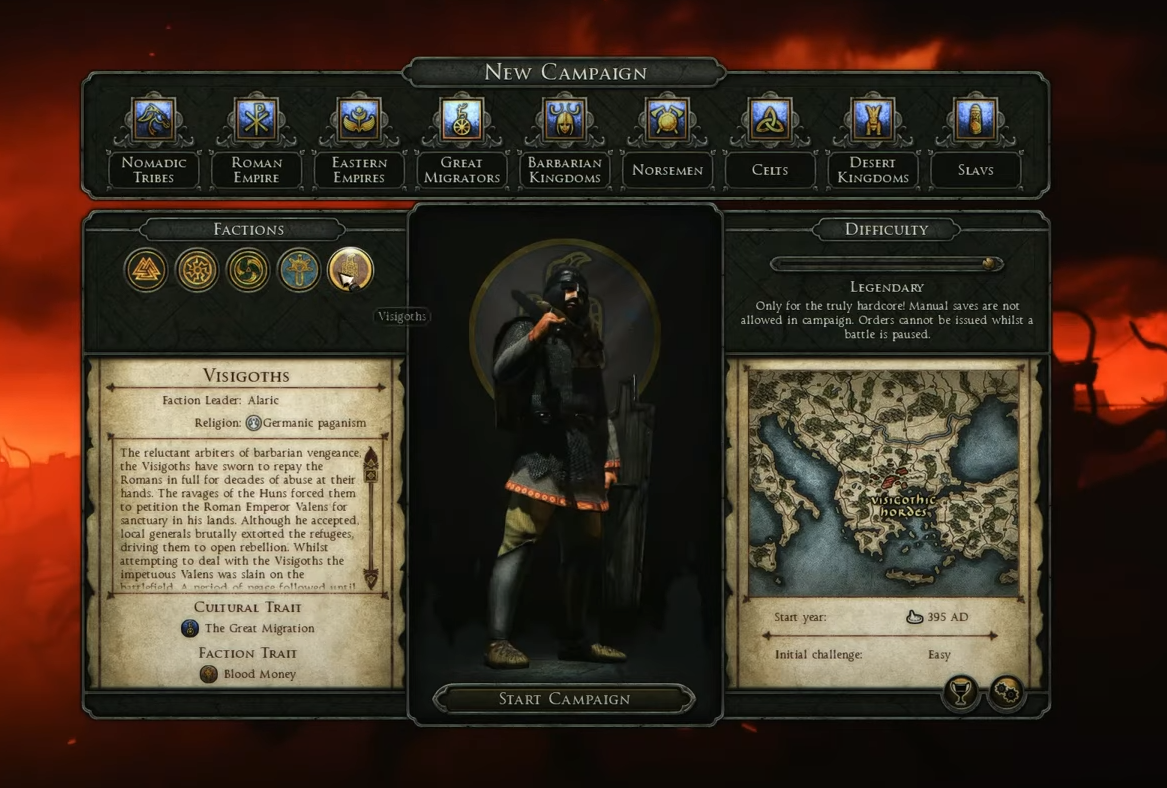 New Campaign
Nomadic
Tribes
Roman
Empire
Eastern
Empires
Great
Migrators
Barbarian
Kingdoms
Norsemen
Celts
Desert
Kingdoms
Slavs
Factions
Visigoths
Visigoths
Faction Leader: Alaric
Religion: Germanic paganism
The reluctant arbiters of barbarian vengeance,
the Visigoths have sworn to repay the
Romans in full for decades of abuse at their
hands. The ravages of the Huns forced them
to petition the Roman Emperor Valens for
sanctuary in his lands. Although he accepted,
local generals brutally extorted the refugees,
driving them to open rebellion. Whilst
attempting to deal with the Visigoths the
impetuous Valens was slain on the
battlefield. A period of peace followed until
Cultural Trait
The Great Migration
Faction Trait
Blood Money
Start Campaign
Difficulty
Legendary
Only for the truly hardcore! Manual saves are not
allowed in campaign. Orders cannot be issued whilst a
battle is paused.
Visigothic
Hordes
Start year: 395 AD
Initial challenge: Easy